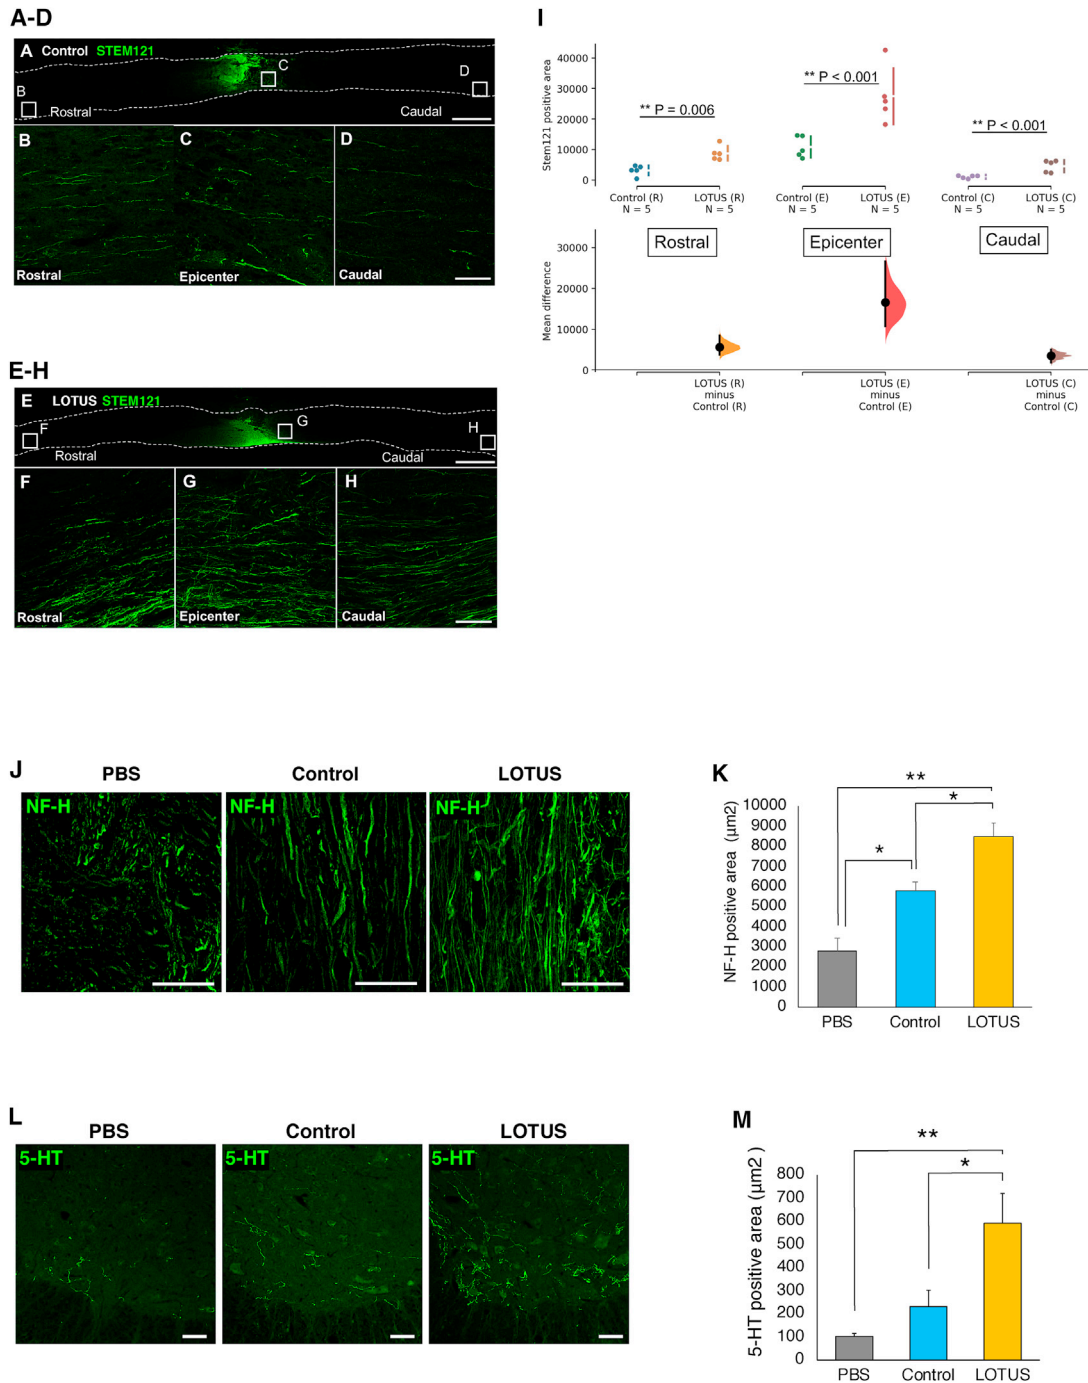 A-D
A Control STEM121
B
C
D
Rostral
Caudal
B
C
D
Rostral
Epicenter
Caudal
E-H
E LOTUS STEM121
F
G
H
Rostral
Caudal
F
G
H
Rostral
Epicenter
Caudal
I
Stem121 positive area
40000
30000
20000
10000
0
** P = 0.006
** P < 0.001
** P < 0.001
Control (R)
N = 5
LOTUS (R)
N = 5
Control (E)
N = 5
LOTUS (E)
N = 5
Control (C)
N = 5
LOTUS (C)
N = 5
Rostral
Epicenter
Caudal
Mean difference
30000
20000
10000
0
LOTUS (R)
minus
Control (R)
LOTUS (E)
minus
Control (E)
LOTUS (C)
minus
Control (C)
J
PBS
Control
LOTUS
NF-H
NF-H
NF-H
K
NF-H positive area (µm2)
10000
9000
8000
7000
6000
5000
4000
3000
2000
1000
0
**
*
*
PBS
Control
LOTUS
L
PBS
Control
LOTUS
5-HT
5-HT
5-HT
M
5-HT positive area (µm2 )
800
700
600
500
400
300
200
100
0
**
*
PBS
Control
LOTUS